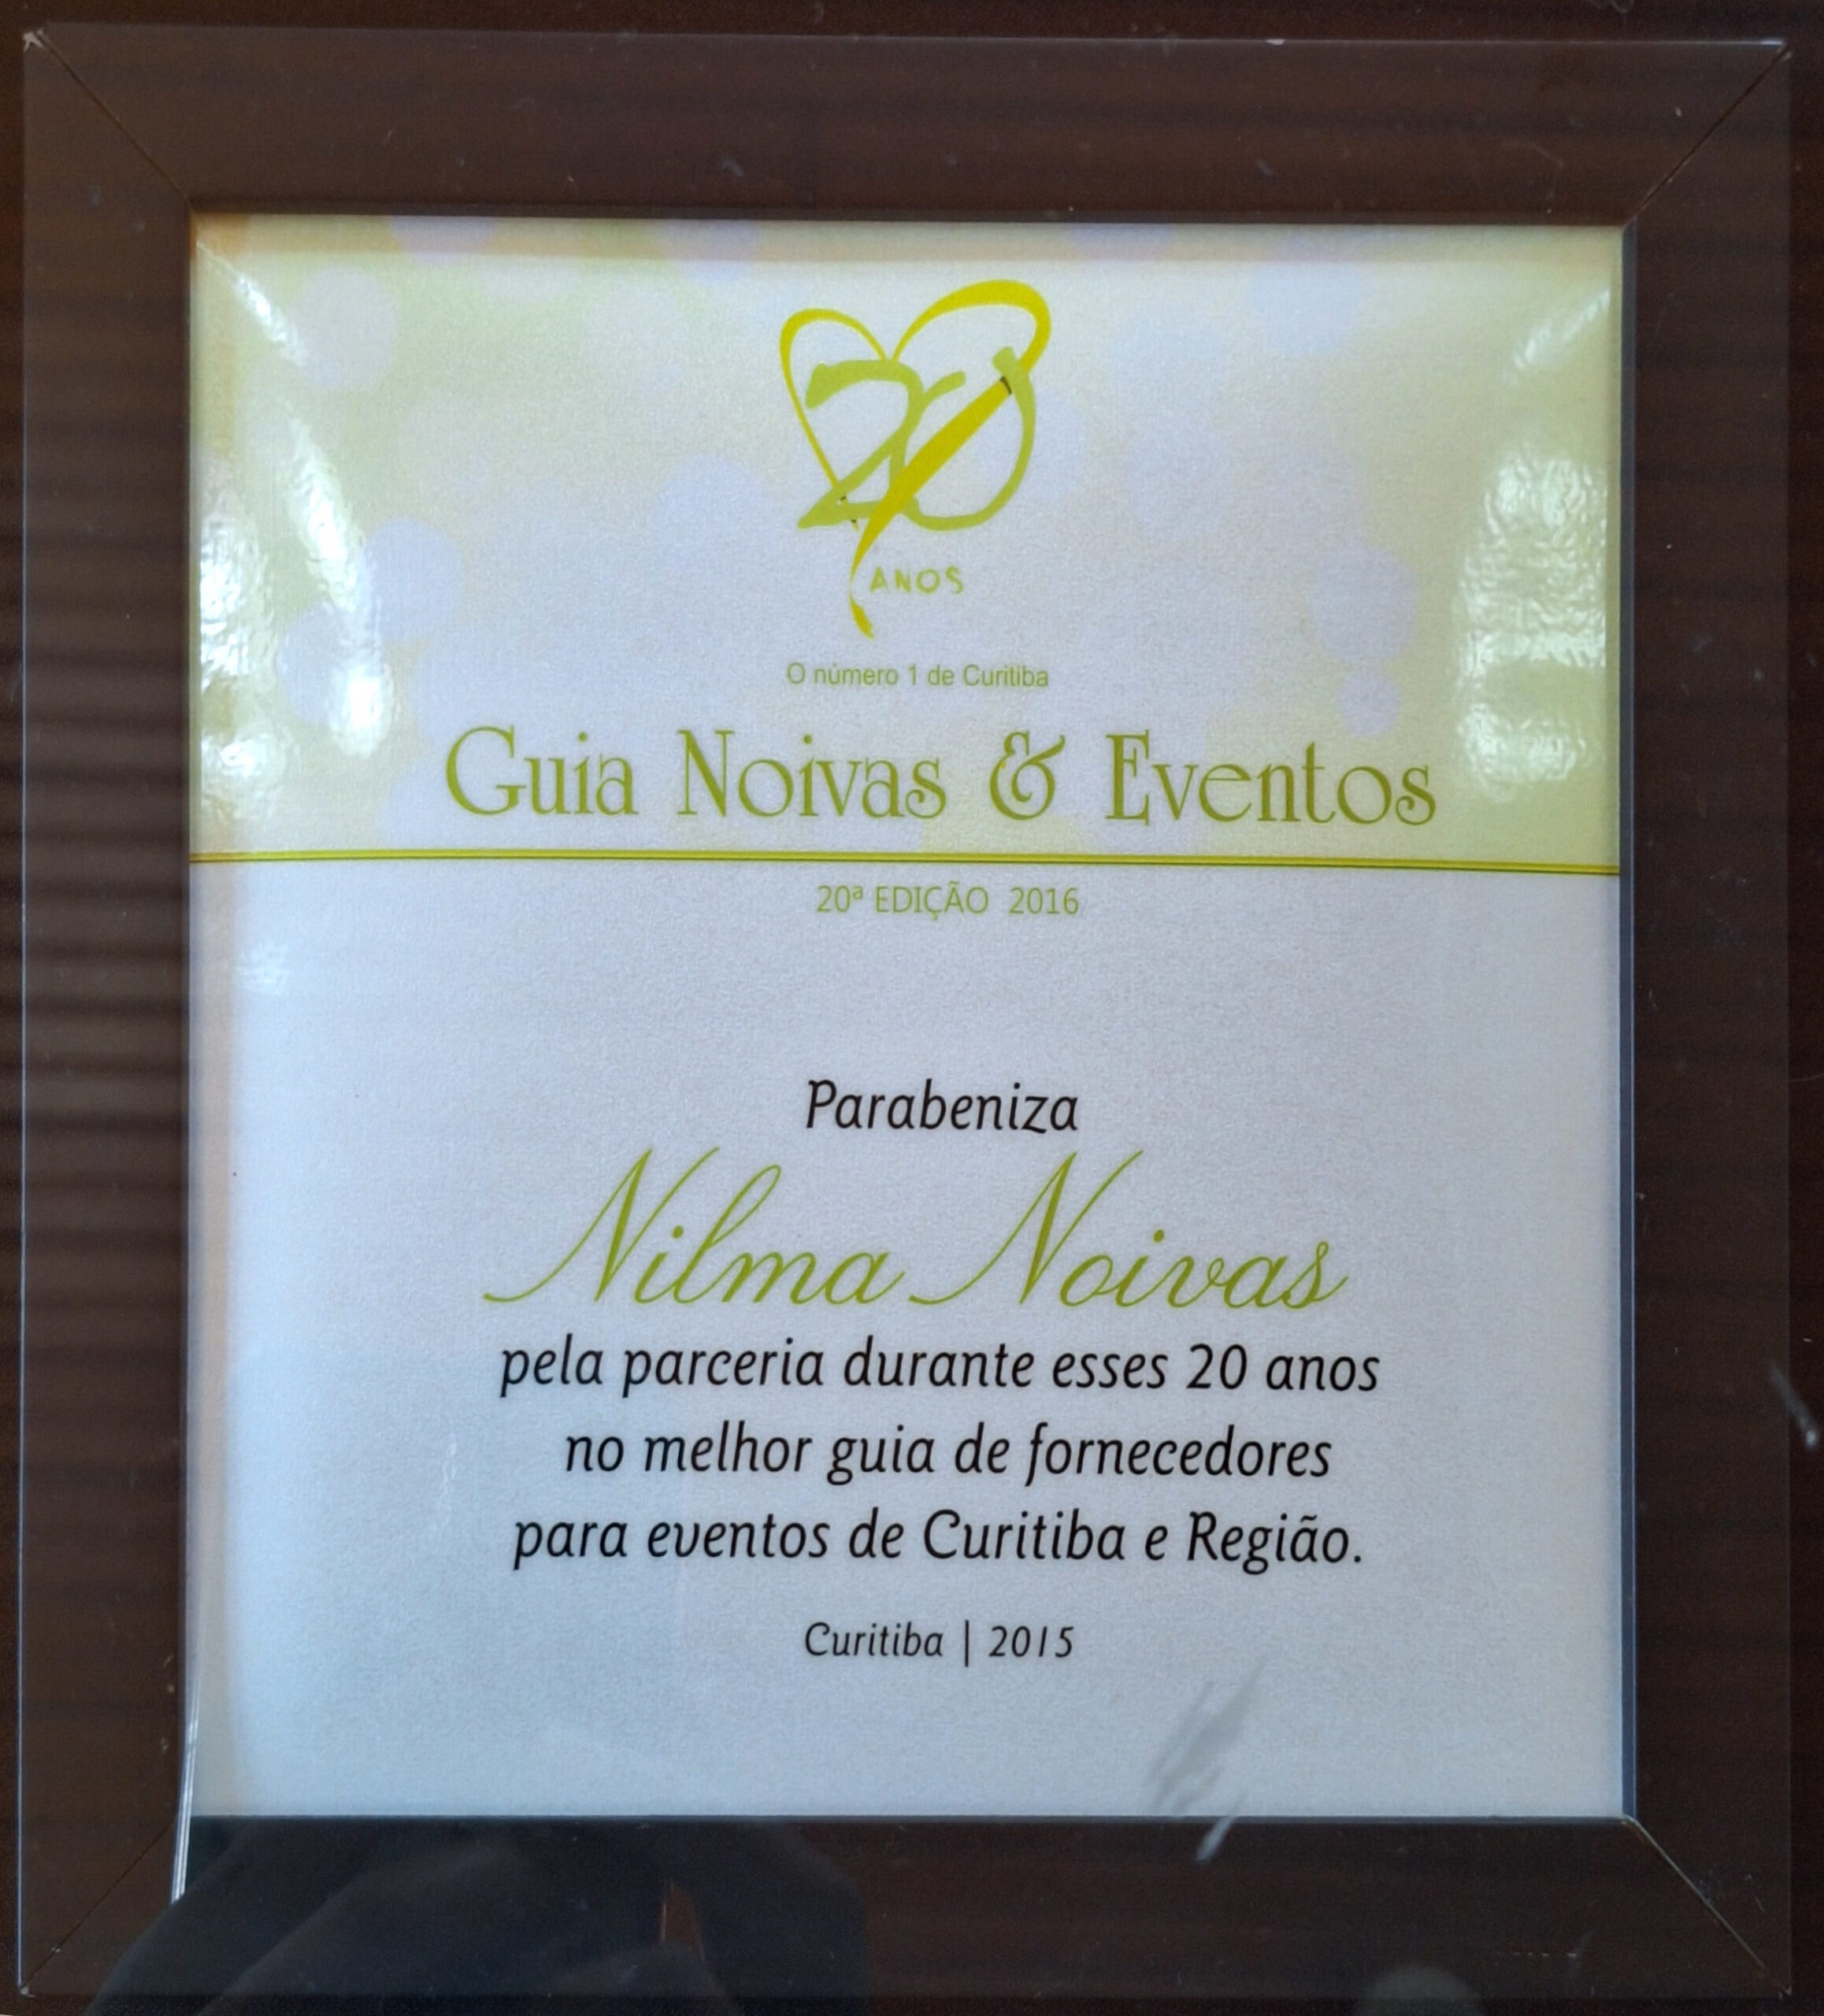 20
ANOS
O número 1 de Curitiba
Guia Noivas & Eventos
20ª EDIÇÃO 2016
Parabeniza
Nilma Noivas
pela parceria durante esses 20 anos
no melhor guia de fornecedores
para eventos de Curitiba e Região.
Curitiba | 2015